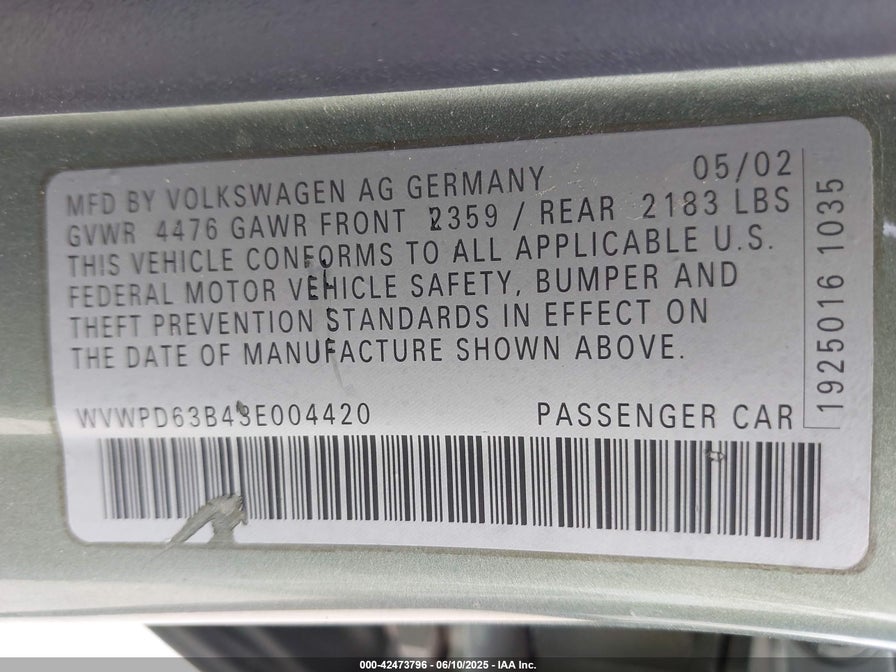 MFD BY VOLKSWAGEN AG GERMANY 05/02
GVWR 4476 GAWR FRONT 2359 / REAR 2183 LBS
THIS VEHICLE CONFORMS TO ALL APPLICABLE U.S.
FEDERAL MOTOR VEHICLE SAFETY, BUMPER AND
THEFT PREVENTION STANDARDS IN EFFECT ON
THE DATE OF MANUFACTURE SHOWN ABOVE.
WVWPD63B43E004420 PASSENGER CAR
1925016 1035
000-42473796 - 06/10/2025 - IAA Inc.